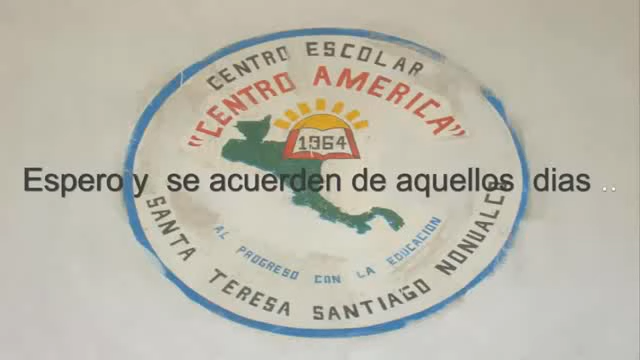 CENTRO ESCOLAR
"CENTRO AMERICA"
1964
Espero y se acuerden de aquellos dias ..
AL PROGRESO CON LA EDUCACION
SANTA TERESA SANTIAGO NONUALCO